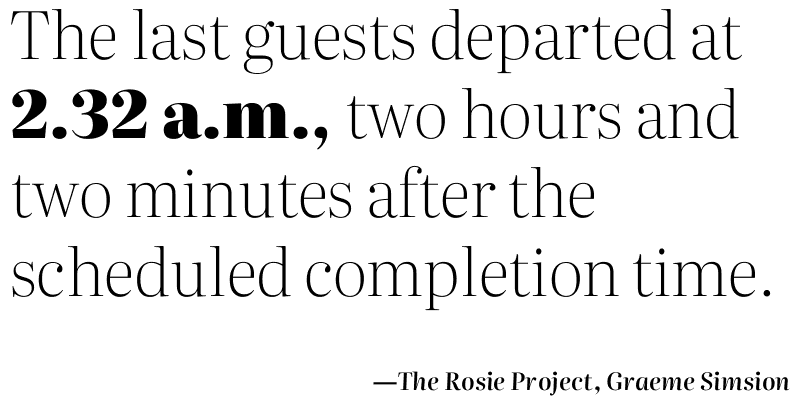 The last guests departed at
2.32 a.m., two hours and
two minutes after the
scheduled completion time.
—The Rosie Project, Graeme Simsion